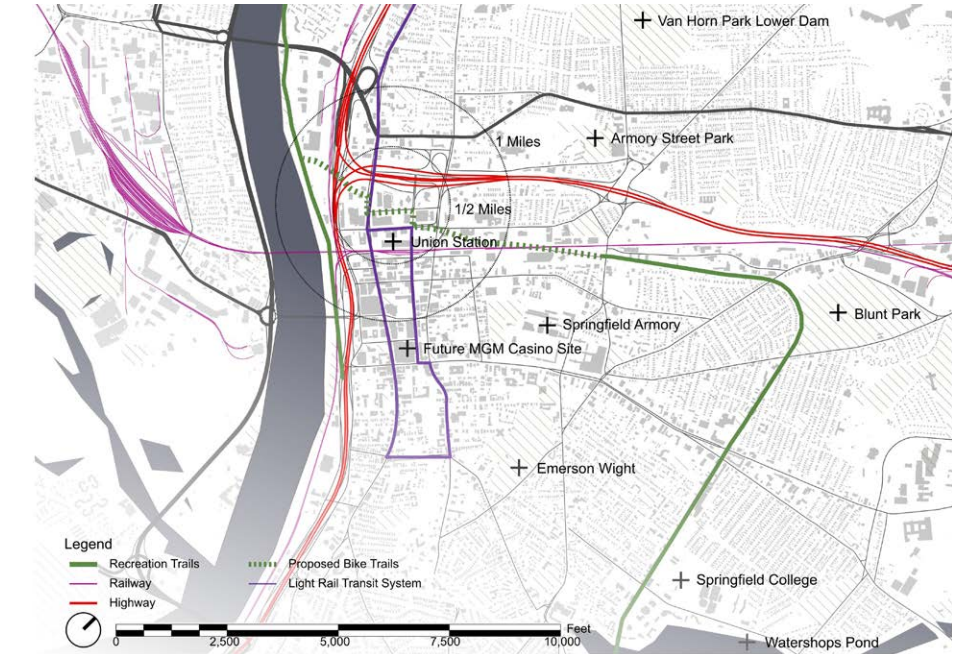 Van Horn Park Lower Dam
1 Miles
Armory Street Park
1/2 Miles
Union Station
Springfield Armory
Blunt Park
Future MGM Casino Site
Emerson Wight
Legend
Recreation Trails
Proposed Bike Trails
Railway
Light Rail Transit System
Springfield College
Highway
Feet
0
2,500
5,000
7,500
10,000
Watershops Pond